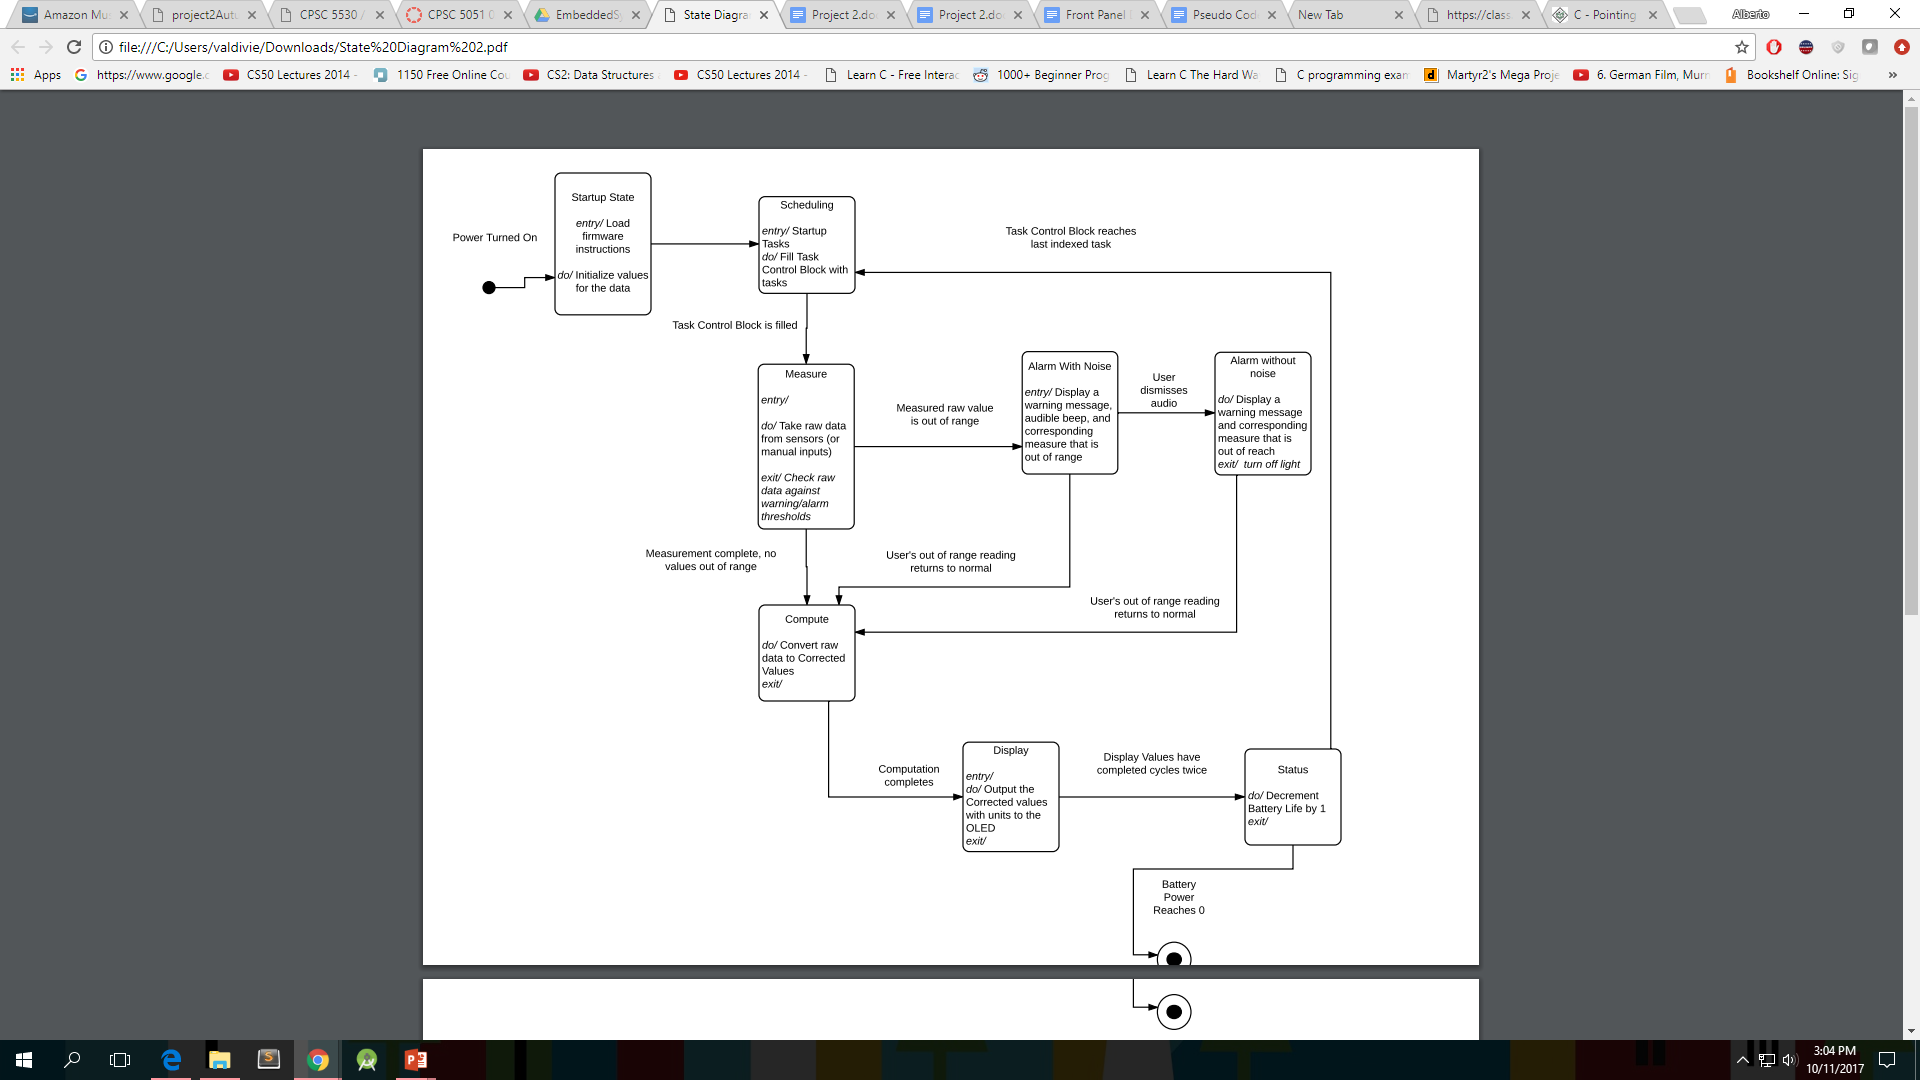 Amazon Mu
project2Aut
CPSC 5530 /
CPSC 5051 0
EmbeddedSy
State Diagra
Project 2.do
Project 2.do
Front Panel
Pseudo Cod
New Tab
https://class
C - Pointing
Alberto
file:///C:/Users/valdivie/Downloads/State%20Diagram%202.pdf
Apps
https://www.google.c
CS50 Lectures 2014 -
1150 Free Online Cou
CS2: Data Structures
CS50 Lectures 2014 -
Learn C - Free Interac
1000+ Beginner Prog
Learn C The Hard Wa
C programming exam
Martyr2's Mega Proje
6. German Film, Murn
Bookshelf Online: Sig
»
Power Turned On
Startup State
entry/ Load
firmware
instructions
do/ Initialize values
for the data
Scheduling
entry/ Startup
Tasks
do/ Fill Task
Control Block with
tasks
Task Control Block reaches
last indexed task
Task Control Block is filled
Measure
entry/
do/ Take raw data
from sensors (or
manual inputs)
exit/ Check raw
data against
warning/alarm
thresholds
Measured raw value
is out of range
Alarm With Noise
entry/ Display a
warning message,
audible beep, and
corresponding
measure that is
out of range
User
dismisses
audio
Alarm without
noise
do/ Display a
warning message
and corresponding
measure that is
out of reach
exit/ turn off light
Measurement complete, no
values out of range
User's out of range reading
returns to normal
User's out of range reading
returns to normal
Compute
do/ Convert raw
data to Corrected
Values
exit/
Computation
completes
Display
entry/
do/ Output the
Corrected values
with units to the
OLED
exit/
Display Values have
completed cycles twice
Status
do/ Decrement
Battery Life by 1
exit/
Battery
Power
Reaches 0
3:04 PM
10/11/2017